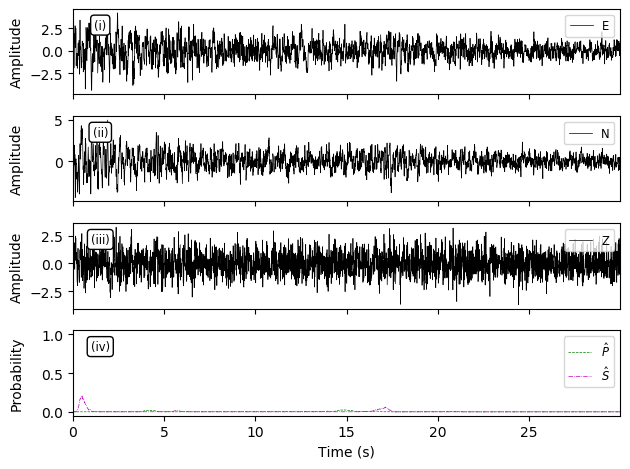 Amplitude
2.5
0.0
−2.5
(i)
E
Amplitude
5
0
(ii)
N
Amplitude
2.5
0.0
−2.5
(iii)
Z
Probability
1.0
0.5
0.0
(iv)
P̂
Ŝ
0 5 10 15 20 25
Time (s)